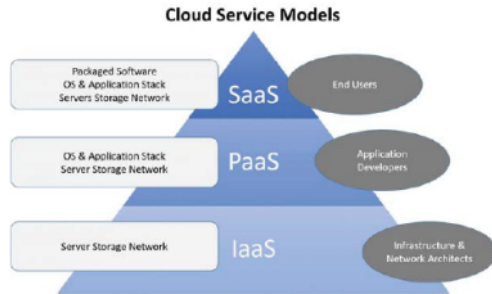 Cloud Service Models
Packaged Software
OS & Application Stack
Servers Storage Network
SaaS
End Users
OS & Application Stack
Server Storage Network
PaaS
Application
Developers
Server Storage Network
IaaS
Infrastructure &
Network Architects